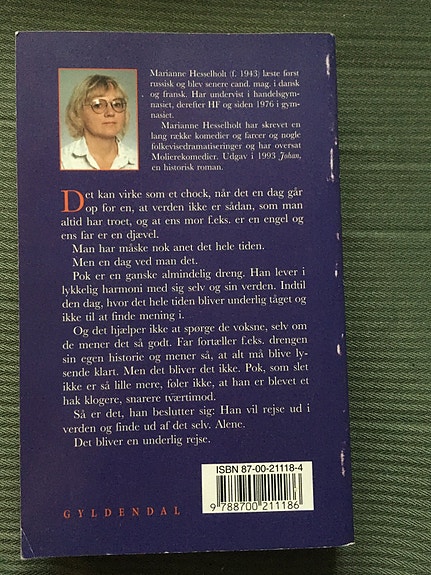 Marianne Hesselholt (f. 1943) læste først
russisk og blev senere cand. mag. i dansk
og fransk. Har undervist i handelsgym-
nasiet, derefter HF og siden 1976 i gym-
nasiet.
Marianne Hesselholt har skrevet en
lang række komedier og farcer og nogle
folkevisedramatiseringer og har oversat
Molierekomedier. Udgav i 1993 Johan,
en historisk roman.
Det kan virke som et chock, når det en dag går
op for en, at verden ikke er sådan, som man
altid har troet, og at ens mor f.eks. er en engel og
ens far er en djævel.
Man har måske nok anet det hele tiden.
Men en dag ved man det.
Pok er en ganske almindelig dreng. Han lever i
lykkelig harmoni med sig selv og sin verden. Indtil
den dag, hvor det hele tiden bliver underlig tåget og
ikke til at finde mening i.
Og det hjælper ikke at spørge de voksne, selv om
de mener det så godt. Far fortæller f.eks. drengen
sin egen historie og mener så, at alt må blive ly-
sende klart. Men det bliver det ikke. Pok, som slet
ikke er så lille mere, føler ikke, at han er blevet et
hak klogere, snarere tværtimod.
Så er det, han beslutter sig: Han vil rejse ud i
verden og finde ud af det selv. Alene.
Det bliver en underlig rejse.
ISBN 87-00-21118-4
9 788700 211186
GYLDENDAL